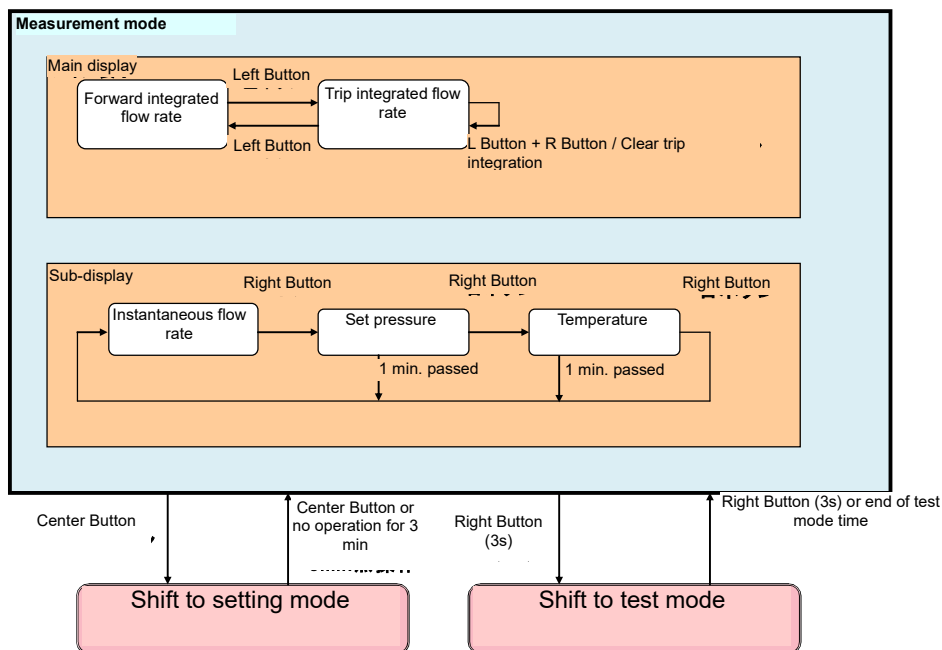 Measurement mode
Main display
Left Button
Forward integrated
flow rate
Trip integrated flow
rate
Left Button
L Button + R Button / Clear trip
integration
Sub-display
Right Button
Right Button
Right Button
Instantaneous flow
rate
Set pressure
Temperature
1 min. passed
1 min. passed
Center Button
Center Button or
no operation for 3
min
Right Button
(3s)
Right Button (3s) or end of test
mode time
Shift to setting mode
Shift to test mode